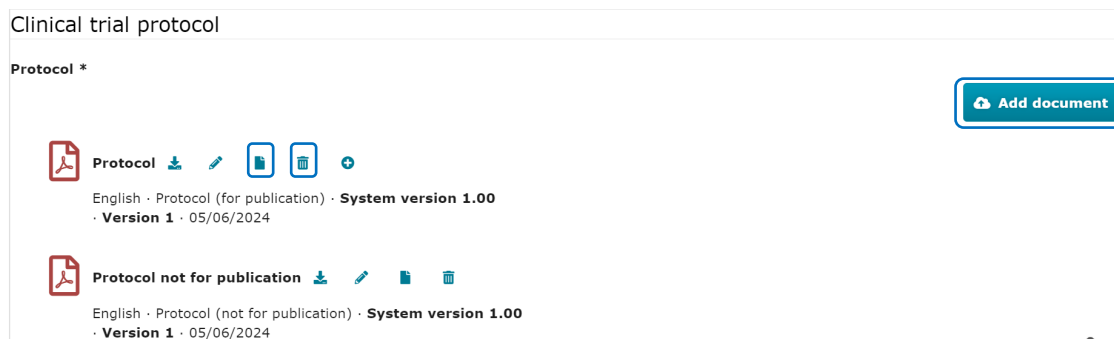 Clinical trial protocol
Protocol *
Add document
Protocol
English · Protocol (for publication) · System version 1.00
· Version 1 · 05/06/2024
Protocol not for publication
English · Protocol (not for publication) · System version 1.00
· Version 1 · 05/06/2024